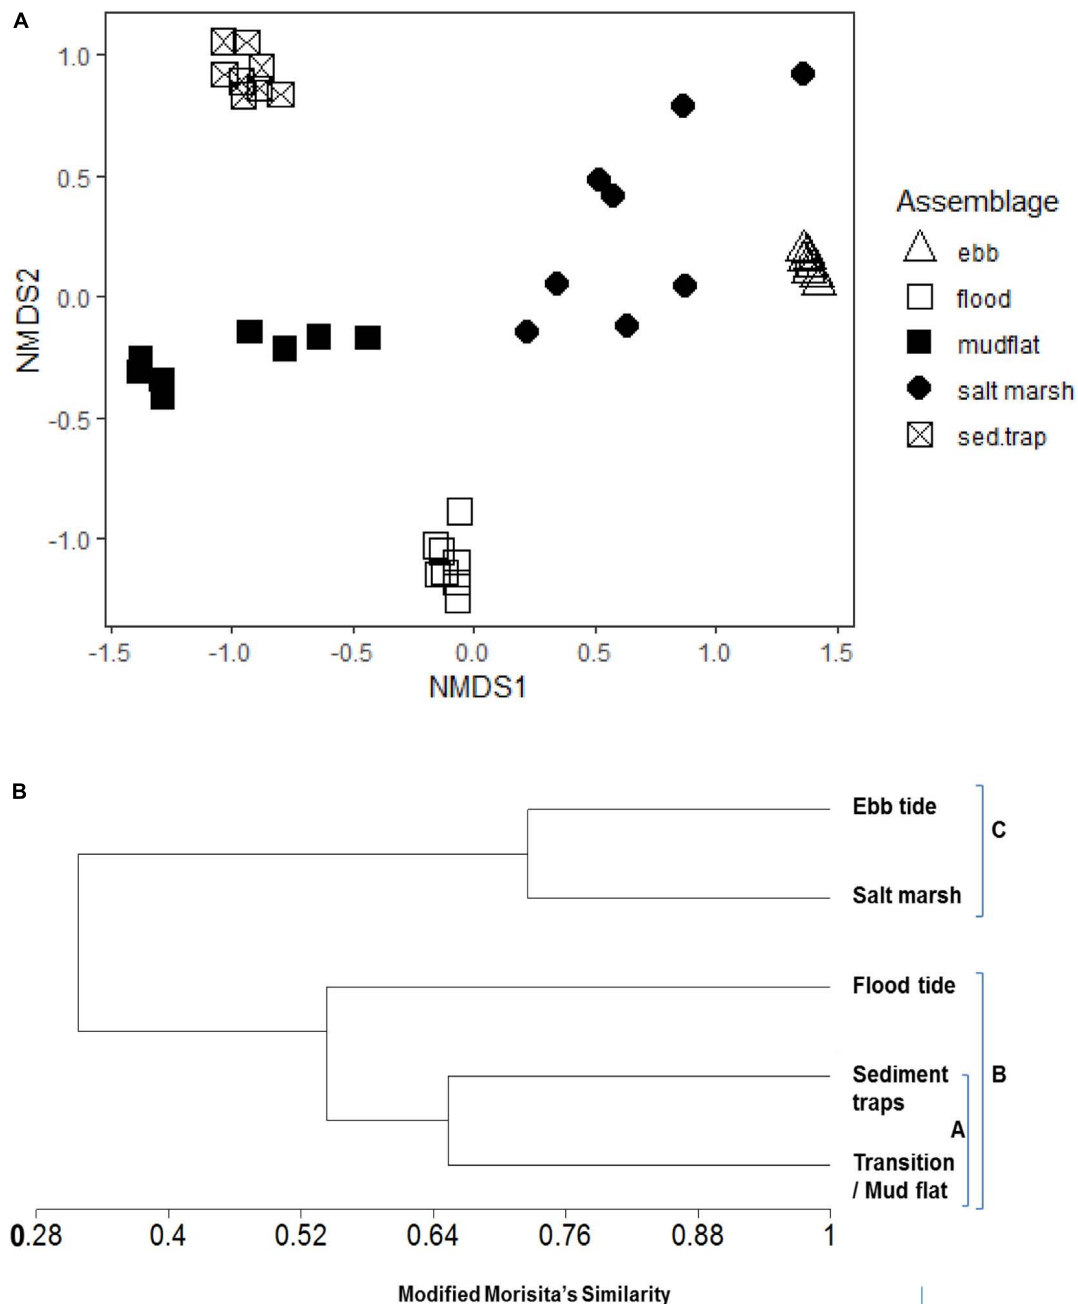 A
1.0
0.5
0.0
-0.5
-1.0
NMDS2
-1.5 -1.0 -0.5 0.0 0.5 1.0 1.5
NMDS1
Assemblage
ebb
flood
mudflat
salt marsh
sed.trap
B
Ebb tide
C
Salt marsh
Flood tide
Sediment
traps
B
A
Transition
/ Mud flat
0.28 0.4 0.52 0.64 0.76 0.88 1
Modified Morisita's Similarity